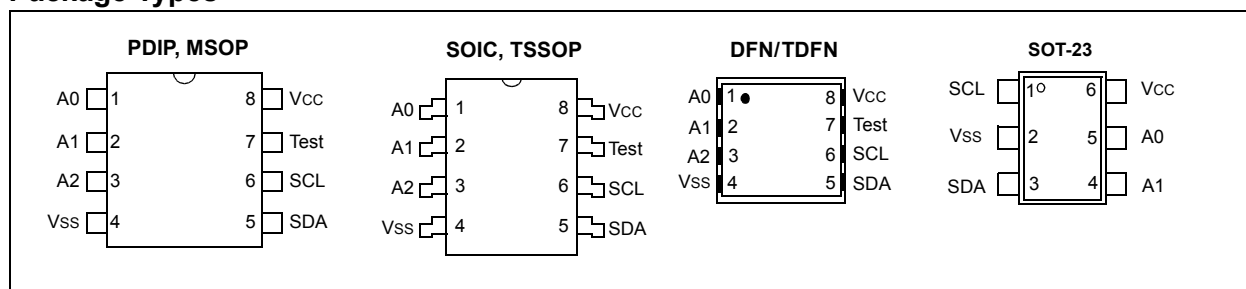 PDIP, MSOP
A0 1 8 VCC
A1 2 7 Test
A2 3 6 SCL
VSS 4 5 SDA
SOIC, TSSOP
A0 1 8 VCC
A1 2 7 Test
A2 3 6 SCL
VSS 4 5 SDA
DFN/TDFN
A0 1 8 VCC
A1 2 7 Test
A2 3 6 SCL
VSS 4 5 SDA
SOT-23
SCL 1 6 VCC
VSS 2 5 A0
SDA 3 4 A1